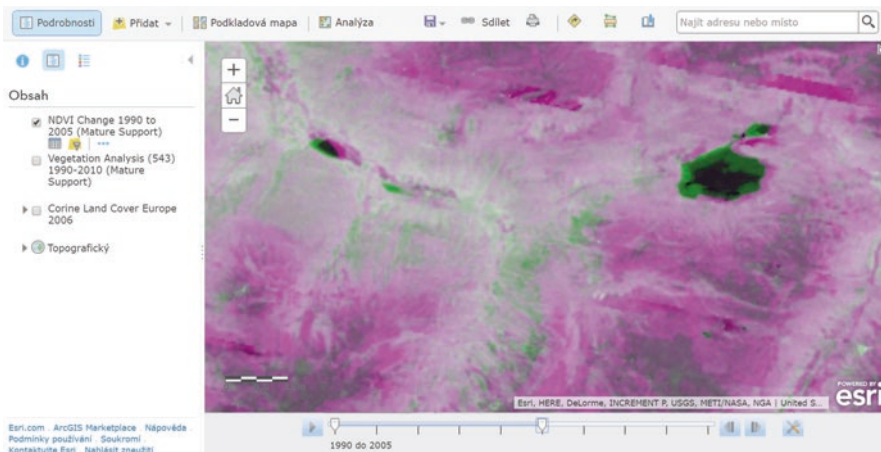 Podrobnosti
Přidat
Podkladová mapa
Analýza
Sdílet
Najít adresu nebo místo
Obsah
NDVI Change 1990 to
2005 (Mature Support)
Vegetation Analysis (543)
1990-2010 (Mature
Support)
Corine Land Cover Europe
2006
Topografický
+
−
Esri, HERE, DeLorme, INCREMENT P, USGS, METI/NASA, NGA | United S...
POWERED BY
esri
Esri.com . ArcGIS Marketplace . Nápověda .
Podmínky používání . Soukromí .
Kontaktujte Esri . Nahlásit zneužití
1990 do 2005